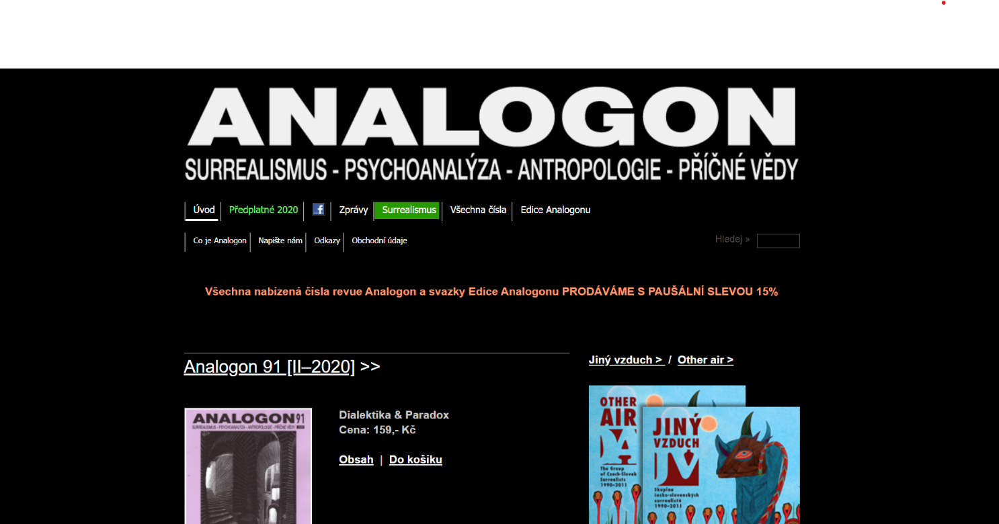 ANALOGON
SURREALISMUS - PSYCHOANALÝZA - ANTROPOLOGIE - PŘÍČNÉ VĚDY
Úvod Předplatné 2020 f Zprávy Surrealismus Všechna čísla Edice Analogonu
Co je Analogon Napište nám Odkazy Obchodní údaje Hledej »
Všechna nabízená čísla revue Analogon a svazky Edice Analogonu PRODÁVÁME S PAUŠÁLNÍ SLEVOU 15%
Analogon 91 [II–2020] >>
ANALOGON 91
SURREALISMUS - PSYCHOANALÝZA - ANTROPOLOGIE - PŘÍČNÉ VĚDY
Dialektika & Paradox
Cena: 159,- Kč
Obsah | Do košíku
Jiný vzduch > / Other air >
OTHER
AIR
The Group
of Czech-Slovak
Surrealists
1990–2011
JINÝ
VZDUCH
Skupina
česko-slovenských
surrealistů
1990–2011